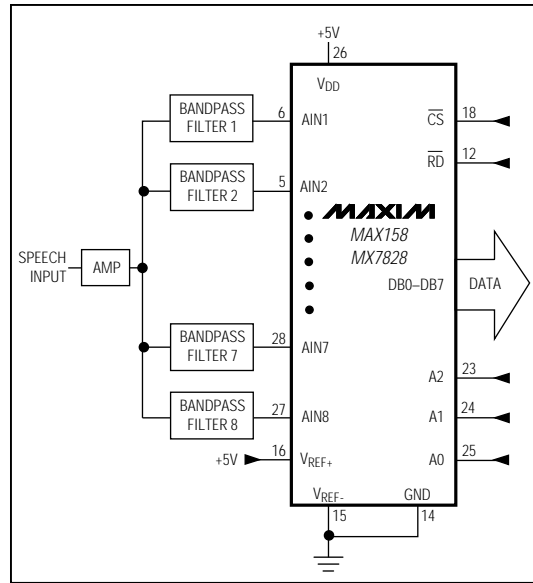 +5V
26
VDD
BANDPASS
FILTER 1
6
AIN1
CS
18
RD
12
BANDPASS
FILTER 2
5
AIN2
MAXIM
MAX158
MX7828
SPEECH
INPUT
AMP
DB0–DB7
DATA
BANDPASS
FILTER 7
28
AIN7
A2
23
BANDPASS
FILTER 8
27
AIN8
A1
24
+5V
16
VREF+
A0
25
VREF-
GND
15
14